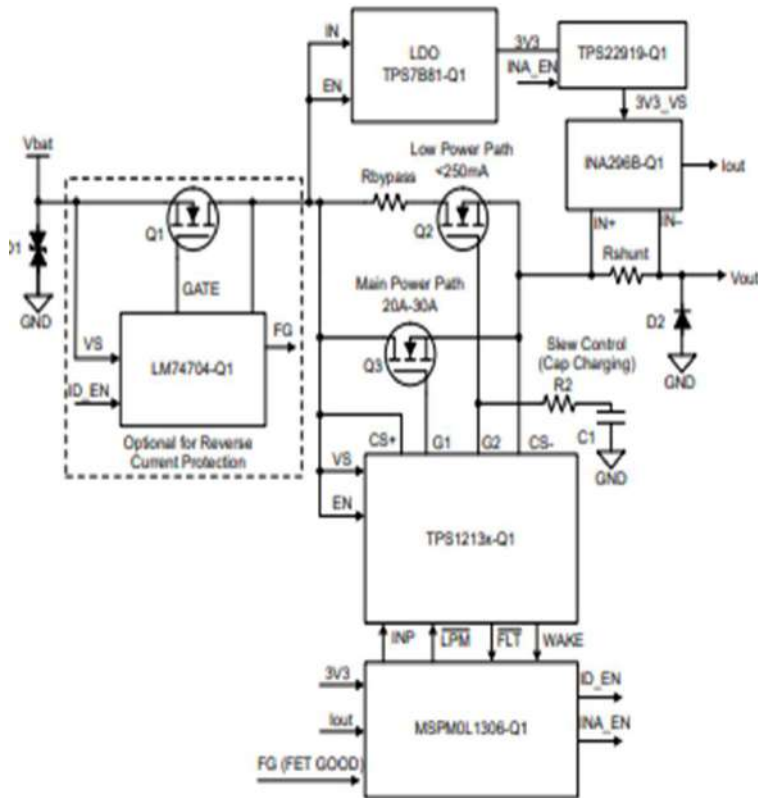 IN
LDO
TPS7B81-Q1
EN
3V3
INA_EN
TPS22919-Q1
3V3_VS
INA296B-Q1
Iout
IN+
IN-
Vbat
Q1
GATE
D1
GND
VS
ID_EN
LM74704-Q1
FG
Optional for Reverse
Current Protection
Low Power Path
<250mA
Rbypass
Q2
Main Power Path
20A-30A
Q3
Rshunt
Vout
D2
GND
Slew Control
(Cap Charging)
R2
C1
GND
CS+
G1
G2
CS-
VS
EN
TPS1213x-Q1
INP
LPM
FLT
WAKE
3V3
Iout
FG (FET GOOD)
MSPM0L1306-Q1
ID_EN
INA_EN